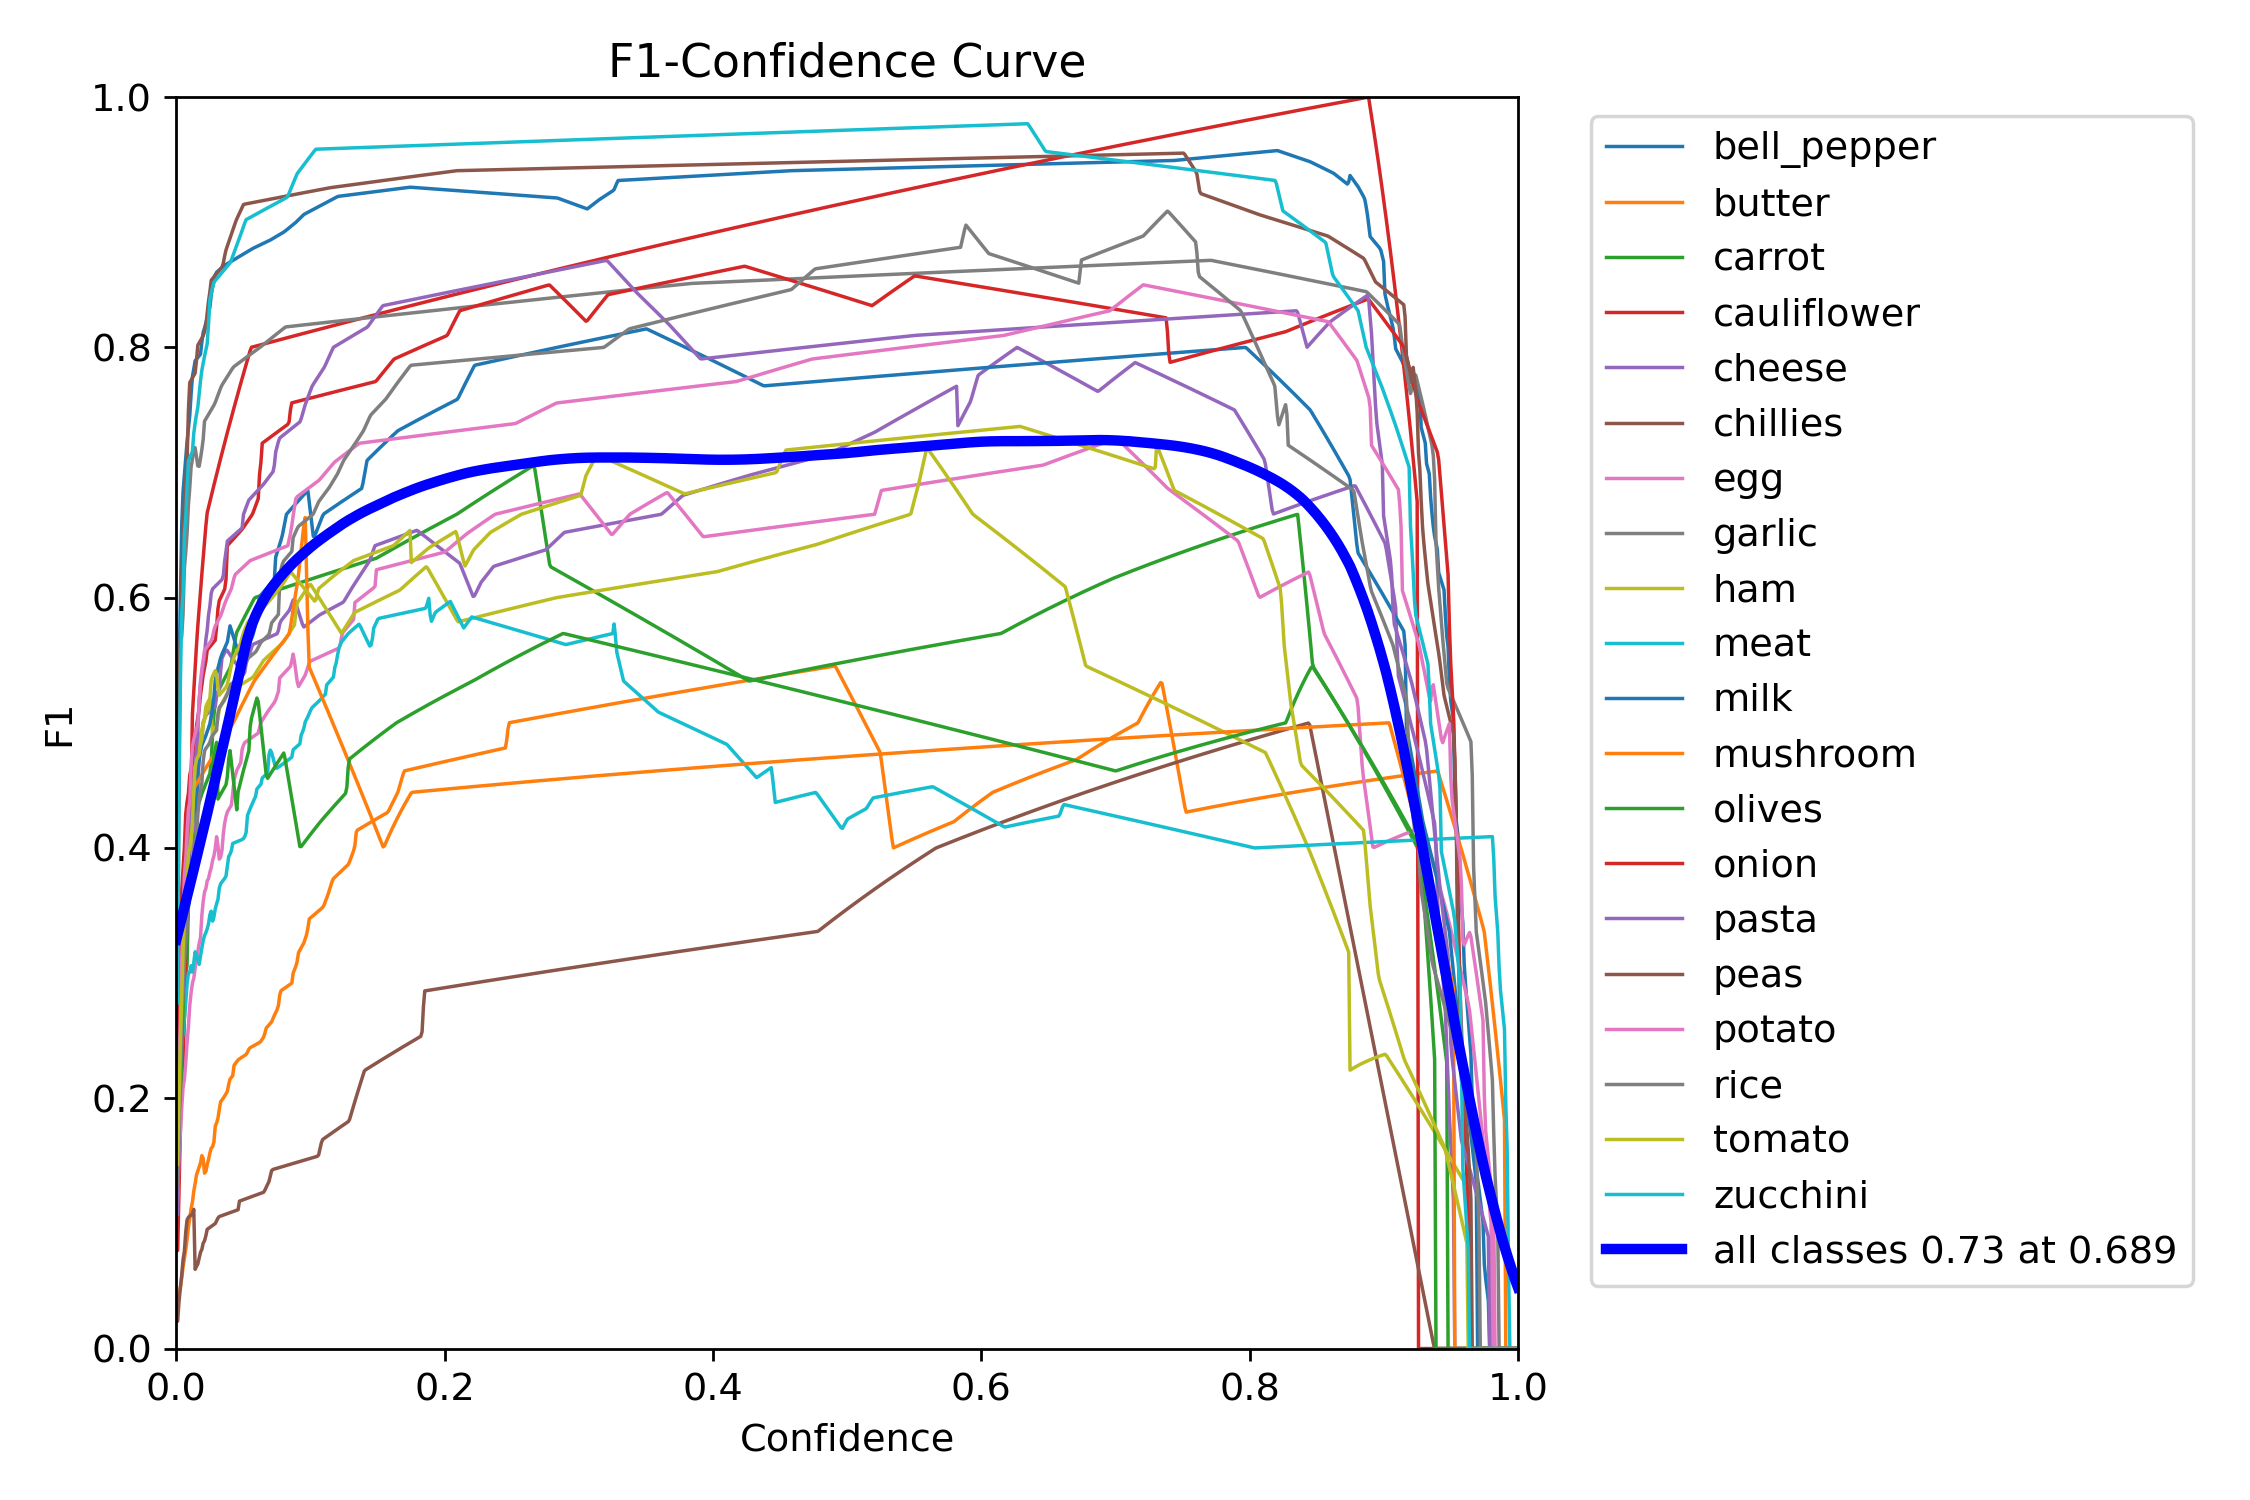 F1-Confidence Curve
1.0
0.8
0.6
0.4
0.2
0.0
F1
0.0 0.2 0.4 0.6 0.8 1.0
Confidence
bell_pepper
butter
carrot
cauliflower
cheese
chillies
egg
garlic
ham
meat
milk
mushroom
olives
onion
pasta
peas
potato
rice
tomato
zucchini
all classes 0.73 at 0.689